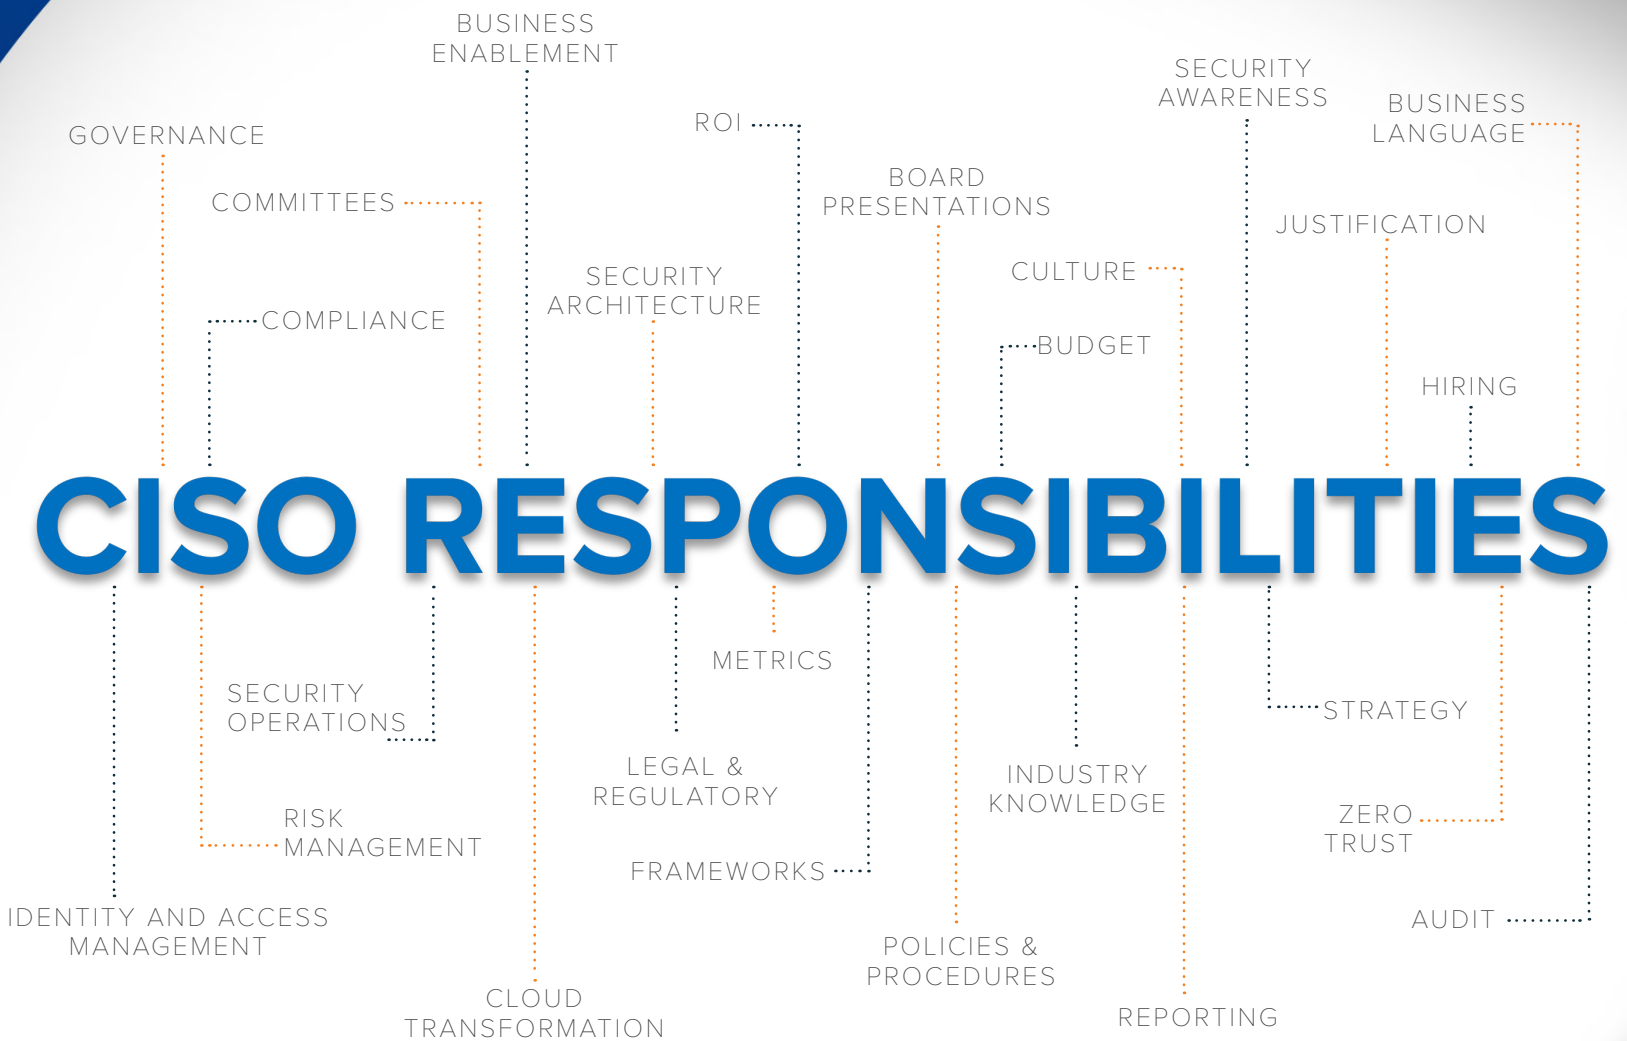 BUSINESS
ENABLEMENT
SECURITY
AWARENESS
BUSINESS
LANGUAGE
GOVERNANCE
ROI
COMMITTEES
BOARD
PRESENTATIONS
JUSTIFICATION
SECURITY
ARCHITECTURE
CULTURE
COMPLIANCE
BUDGET
HIRING
CISO RESPONSIBILITIES
METRICS
SECURITY
OPERATIONS
STRATEGY
LEGAL &
REGULATORY
INDUSTRY
KNOWLEDGE
RISK
MANAGEMENT
ZERO
TRUST
FRAMEWORKS
IDENTITY AND ACCESS
MANAGEMENT
AUDIT
POLICIES &
PROCEDURES
CLOUD
TRANSFORMATION
REPORTING